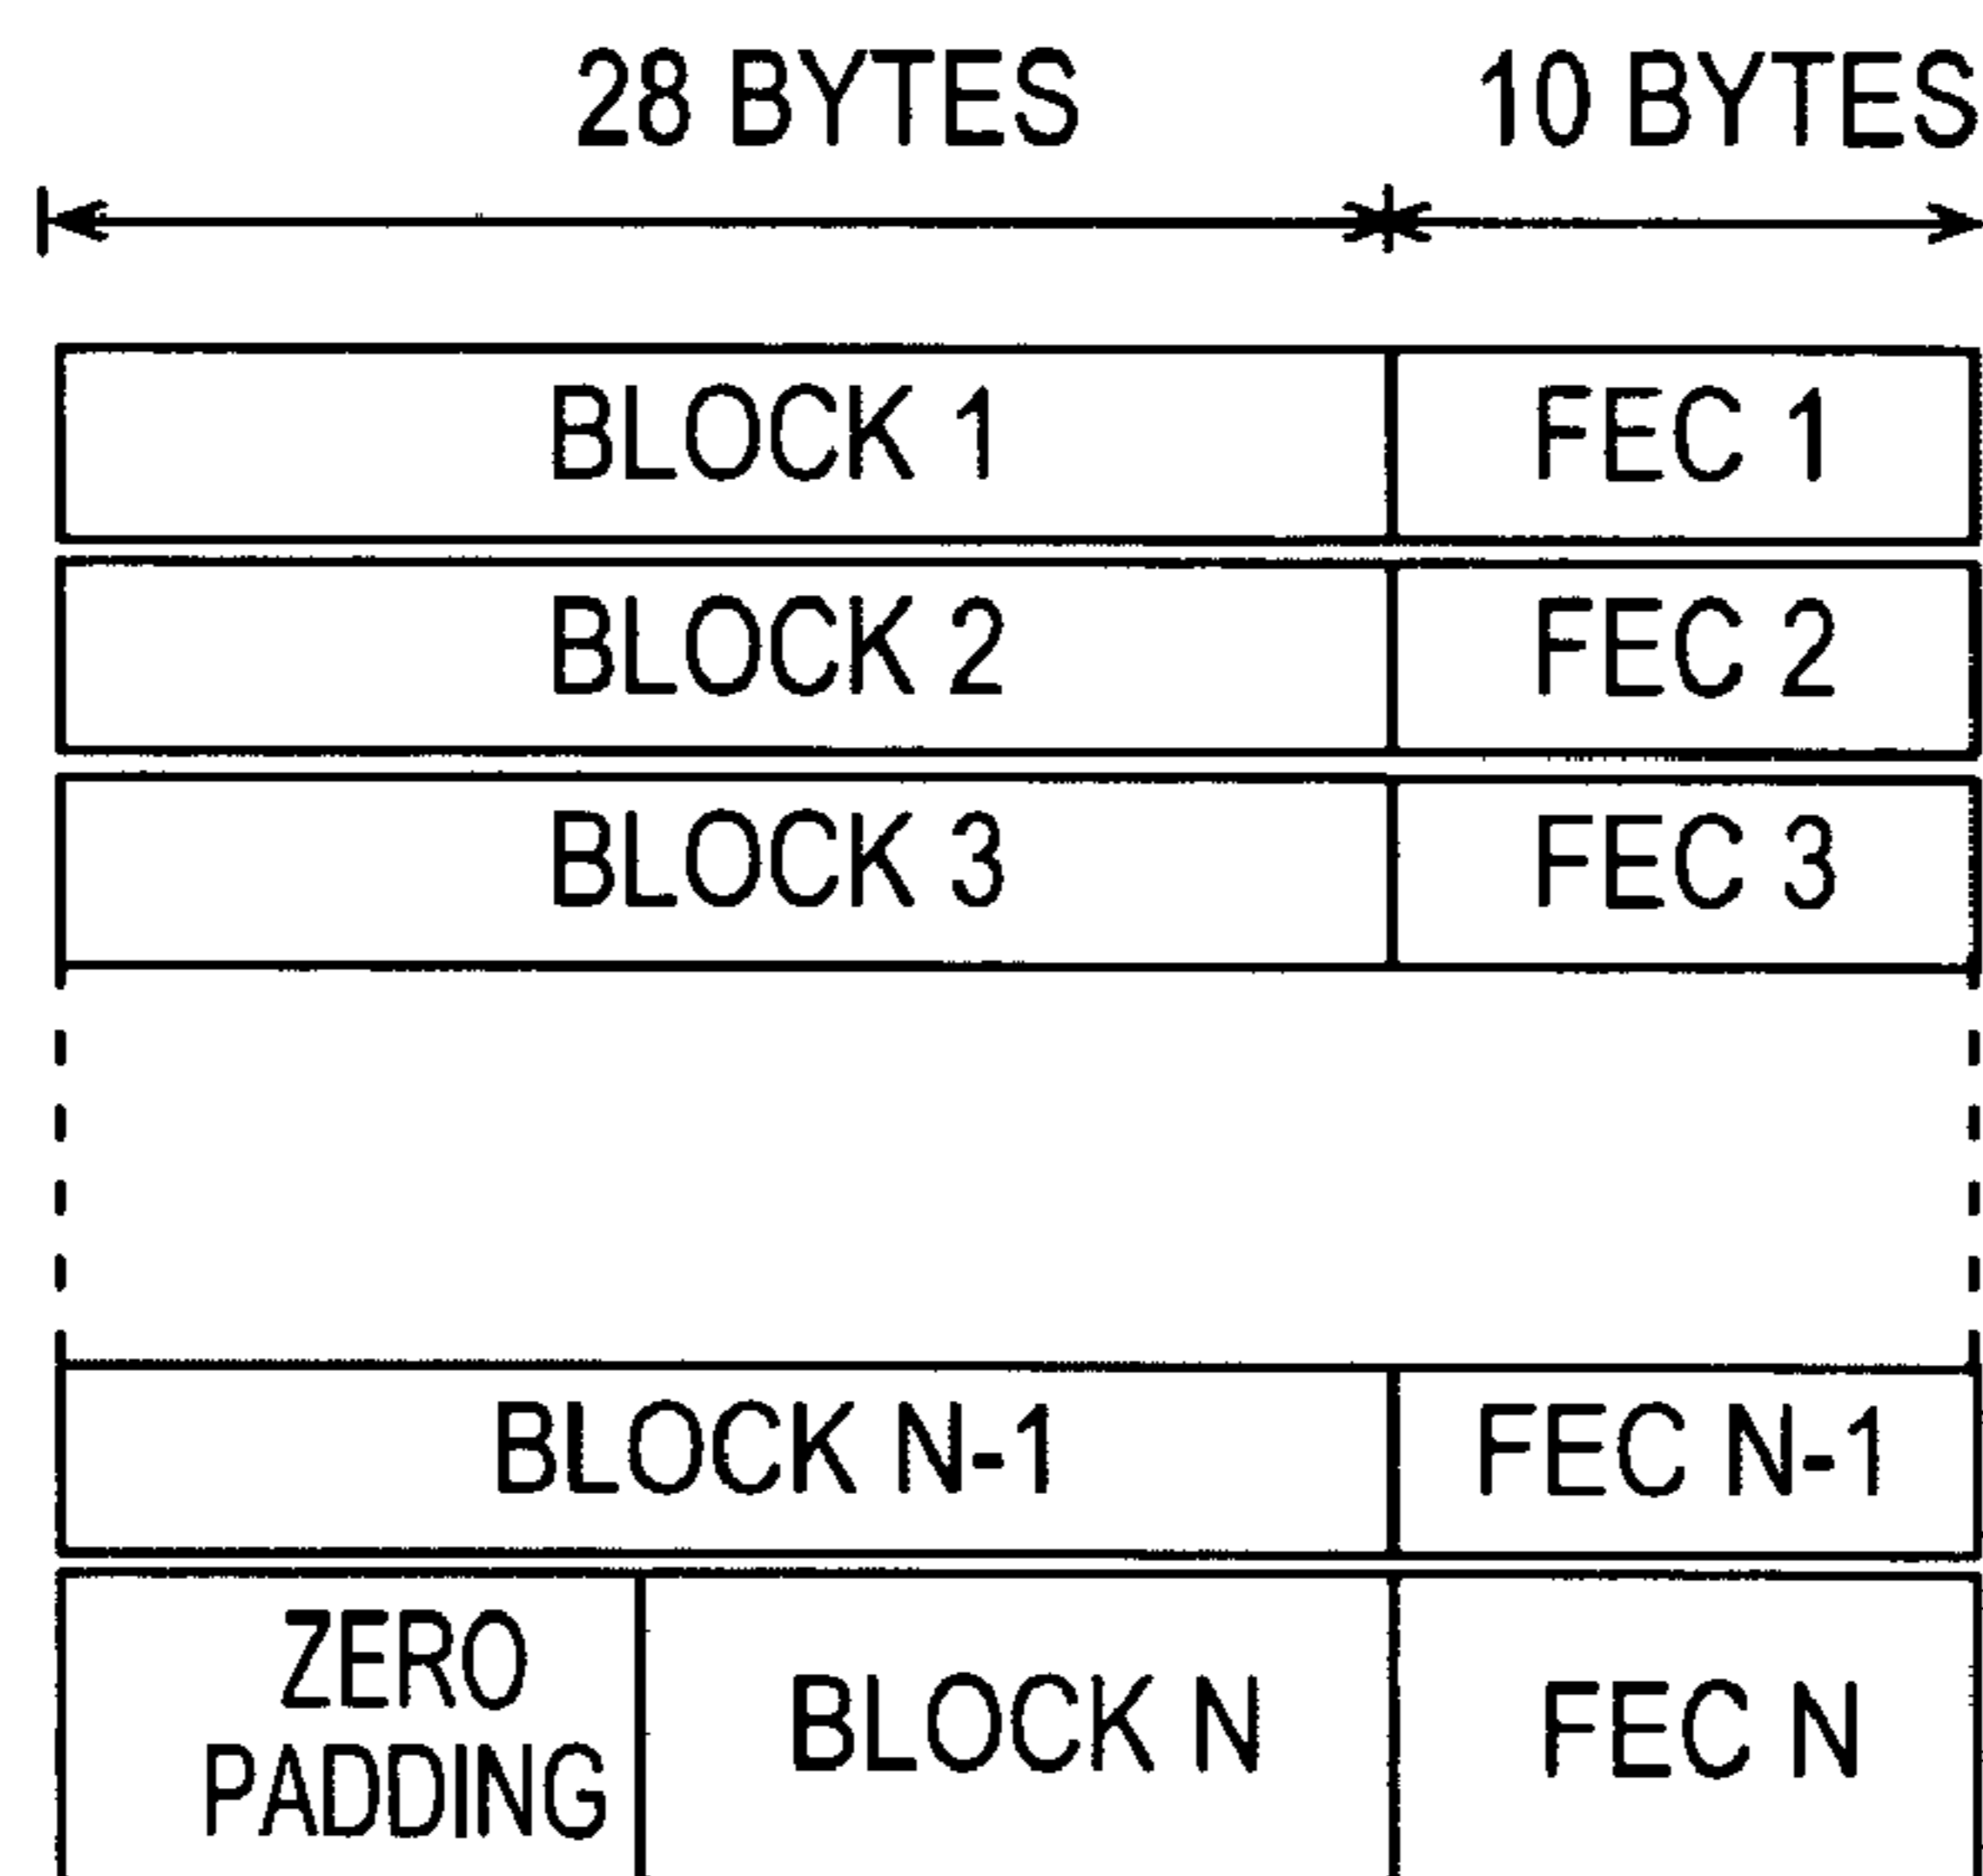 28 BYTES 10 BYTES
BLOCK 1 FEC 1
BLOCK 2 FEC 2
BLOCK 3 FEC 3
BLOCK N-1 FEC N-1
ZERO
PADDING
BLOCK N FEC N